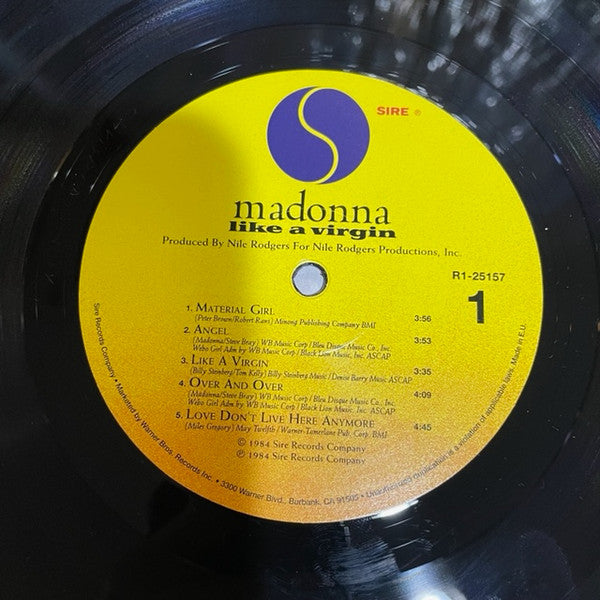 SIRE ®
madonna
like a virgin
Produced By Nile Rodgers For Nile Rodgers Productions, Inc.
R1-25157
1
1. Material Girl 3:56
(Peter Brown/Robert Rans) Minong Publishing Company BMI
2. Angel 3:53
(Madonna/Steve Bray) WB Music Corp/Bleu Disque Music Co., Inc.
Webo Girl Adm by WB Music Corp/Black Lion Music, Inc. ASCAP
3. Like A Virgin 3:35
(Billy Steinberg/Tom Kelly) Billy Steinberg Music/Denise Barry Music ASCAP
4. Over And Over 4:09
(Madonna/Steve Bray) WB Music Corp/Bleu Disque Music Co., Inc.
Webo Girl Adm by WB Music Corp/Black Lion Music, Inc. ASCAP
5. Love Don't Live Here Anymore 4:45
(Miles Gregory) May Twelfth/Warner-Tamerlane Pub. Corp. BMI
© 1984 Sire Records Company
℗ 1984 Sire Records Company
Sire Records Company, • Marketed by Warner Bros. Records Inc. • 3300 Warner Blvd., Burbank, CA 91505 • Unauthorized duplication is a violation of applicable laws. Made in E.U.